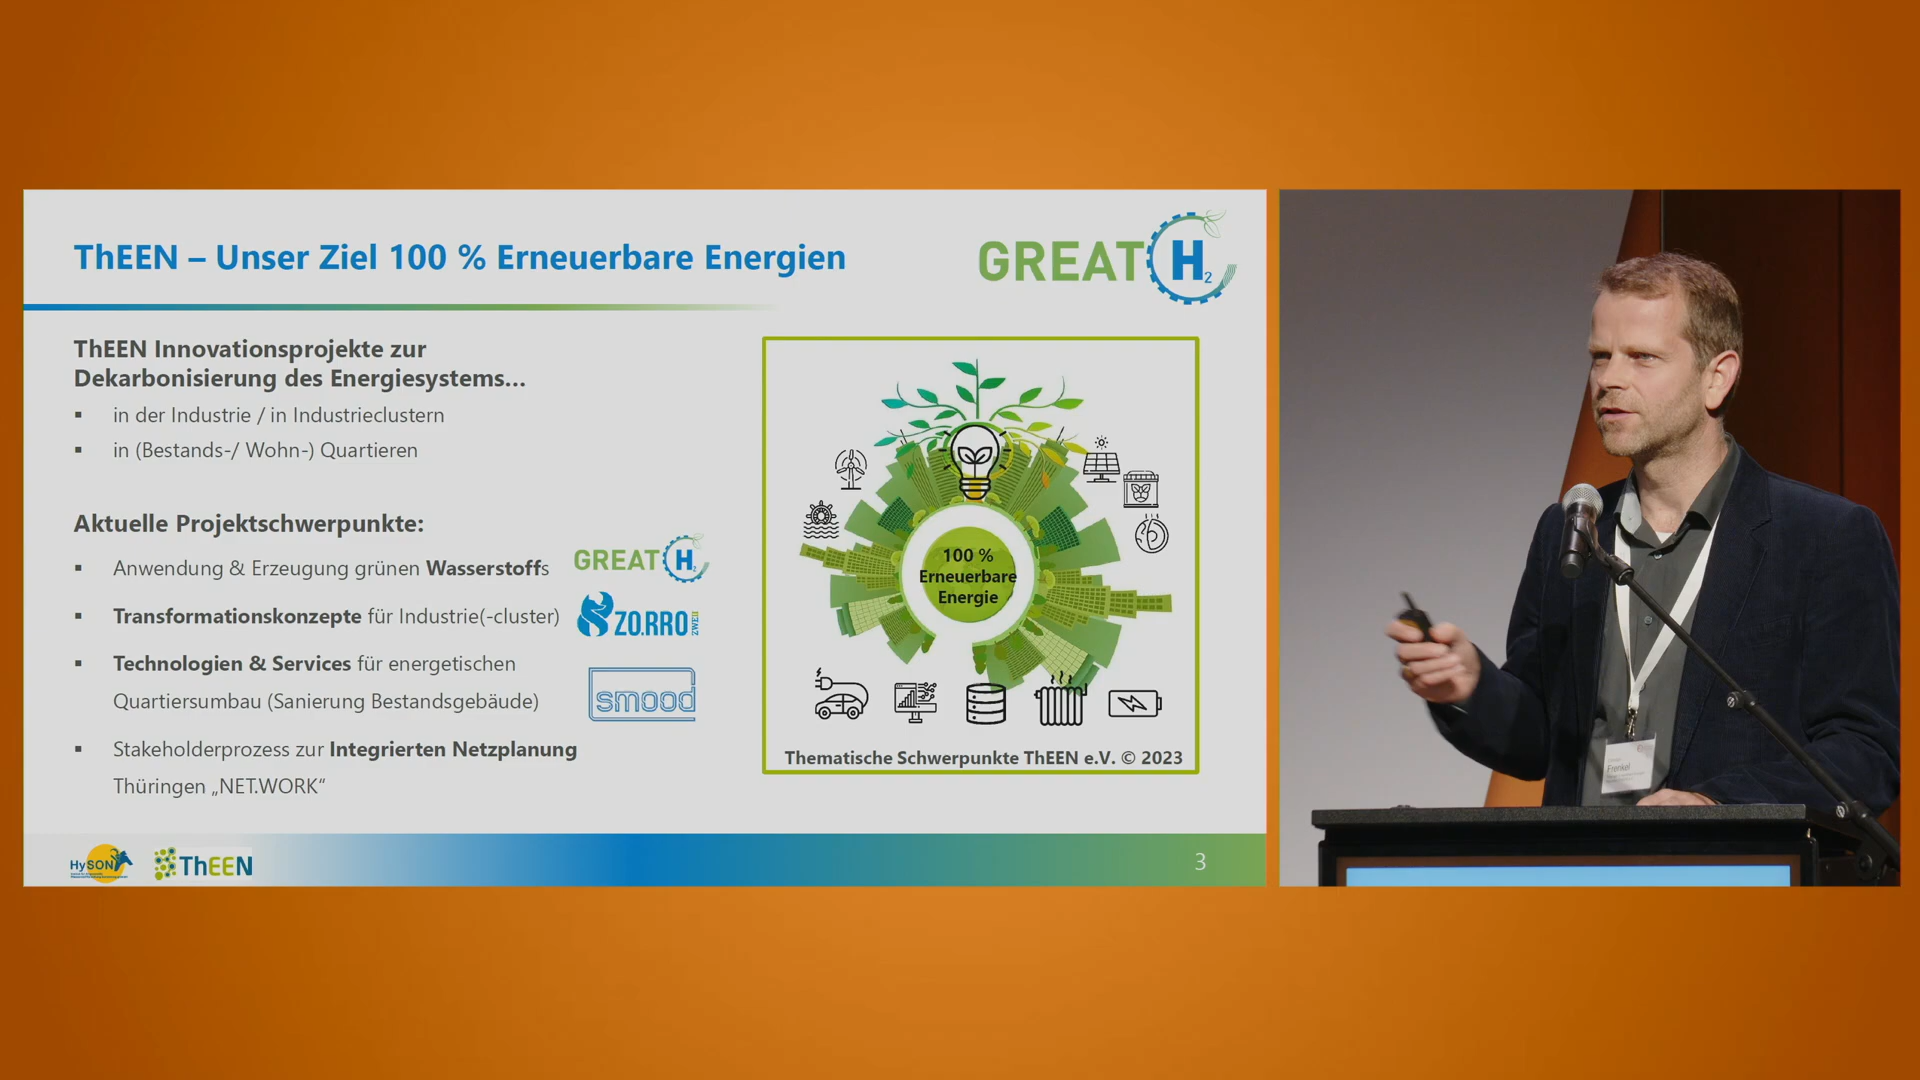 ThEEN – Unser Ziel 100 % Erneuerbare Energien
GREAT H2
ThEEN Innovationsprojekte zur
Dekarbonisierung des Energiesystems...
▪ in der Industrie / in Industrieclustern
▪ in (Bestands-/ Wohn-) Quartieren
Aktuelle Projektschwerpunkte:
▪ Anwendung & Erzeugung grünen Wasserstoffs
GREAT H2
▪ Transformationskonzepte für Industrie(-cluster)
ZO.RRO ZWEI
▪ Technologien & Services für energetischen
Quartiersumbau (Sanierung Bestandsgebäude)
smood
▪ Stakeholderprozess zur Integrierten Netzplanung
Thüringen „NET.WORK“
100 %
Erneuerbare
Energie
Thematische Schwerpunkte ThEEN e.V. © 2023
HySON
ThEEN
3
Frenkel